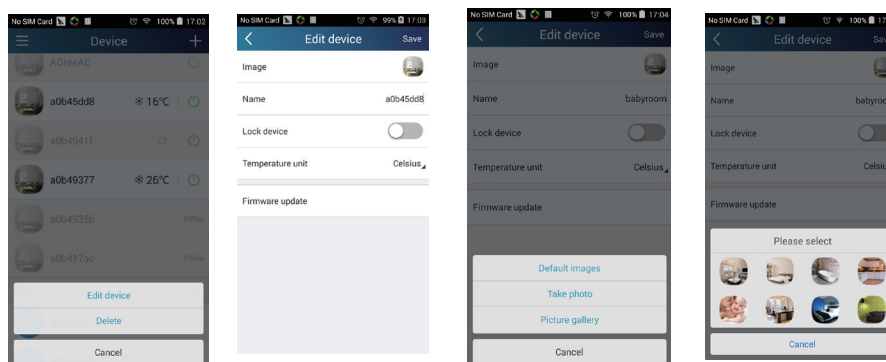 No SIM Card 100% 17:02
Device +
AGreeAC
a0b45dd8 16°C
a0b4941f
a0b49377 26°C
a0b4935b Offline
a0b417ac Offline
Edit device
Delete
Cancel
No SIM Card 99% 17:03
Edit device Save
Image
Name a0b45dd8
Lock device
Temperature unit Celsius
Firmware update
No SIM Card 100% 17:04
Edit device Save
Image
Name babyroom
Lock device
Temperature unit Celsius
Firmware update
Default images
Take photo
Picture gallery
Cancel
No SIM Card 100% 17
Edit device Sa
Image
Name babyroo
Lock device
Temperature unit Celsiu
Firmware update
Please select
Cancel